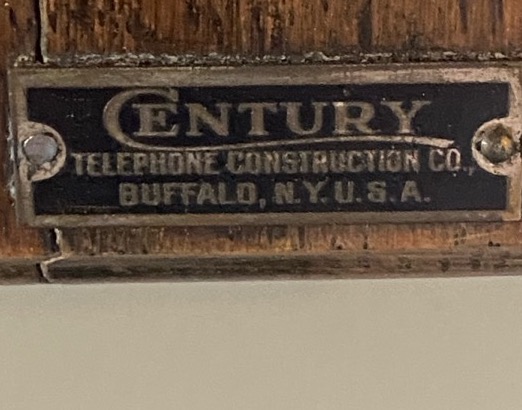 CENTURY
TELEPHONE CONSTRUCTION CO.,
BUFFALO, N.Y. U.S.A.